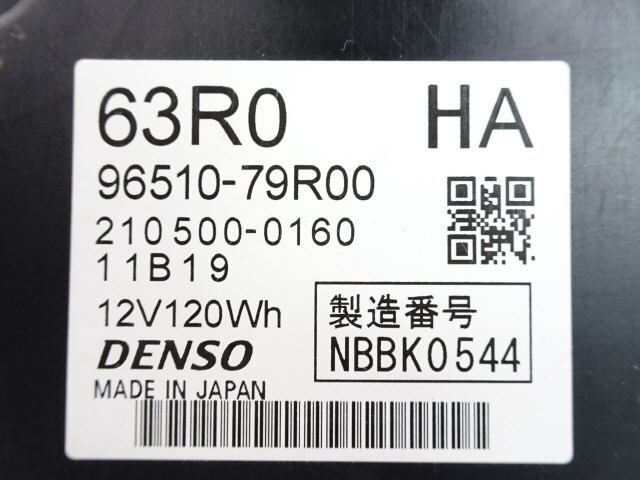 63R0 HA
96510-79R00
210500-0160
11B19
12V120Wh
製造番号
NBBK0544
DENSO
MADE IN JAPAN